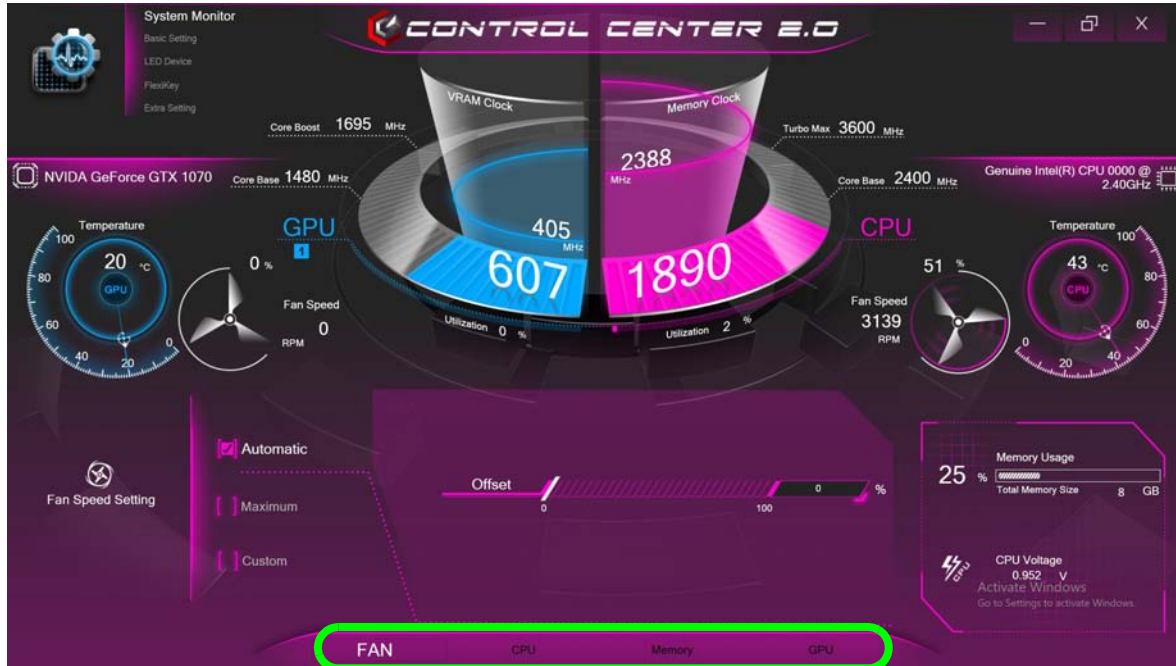 System Monitor
Basic Setting
LED Device
FlexiKey
Extra Setting
CONTROL CENTER 2.0
X
VRAM Clock
Memory Clock
Core Boost 1695 MHz
Turbo Max 3600 MHz
2388
MHz
NVIDA GeForce GTX 1070
Core Base 1480 MHz
Core Base 2400 MHz
Genuine Intel(R) CPU 0000 @
2.40GHz
GPU
1
405
MHz
607
1890
CPU
Temperature
100
80
60
40
20
0
20 °C
GPU
0 %
Fan Speed
0
RPM
Utilization 0 %
Utilization 2 %
51 %
Fan Speed
3139
RPM
Temperature
100
80
60
40
20
0
43 °C
CPU
Fan Speed Setting
Automatic
Maximum
Custom
Offset
0
100
0 %
25 %
Memory Usage
Total Memory Size 8 GB
CPU
CPU Voltage
0.952 V
Activate Windows
Go to Settings to activate Windows.
FAN CPU Memory GPU